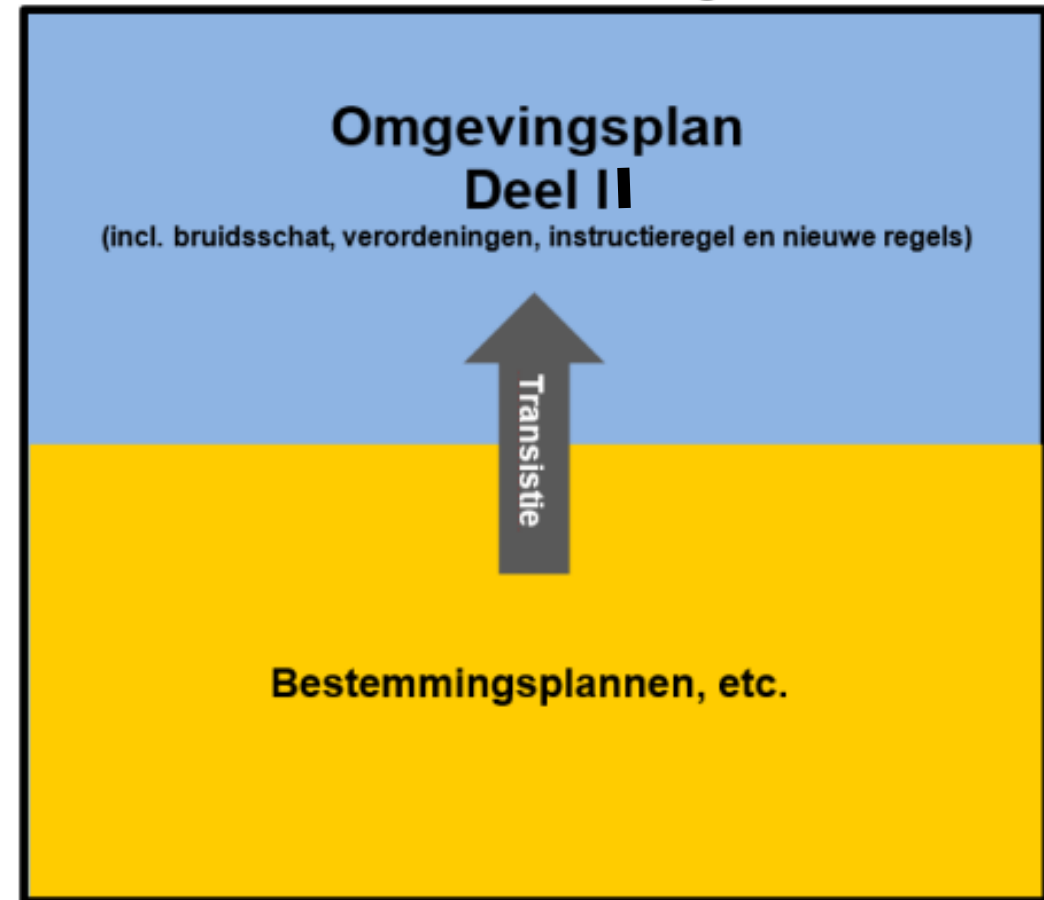 Omgevingsplan
Deel II
(incl. bruidsschat, verordeningen, instructieregel en nieuwe regels)
Transistie
Bestemmingsplannen, etc.